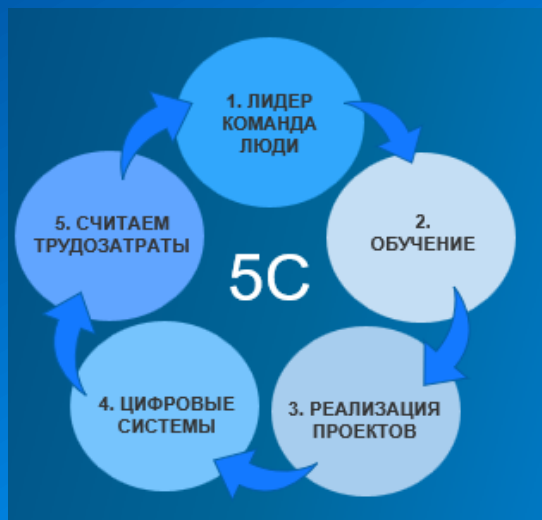 1. ЛИДЕР
КОМАНДА
ЛЮДИ
2.
ОБУЧЕНИЕ
3. РЕАЛИЗАЦИЯ
ПРОЕКТОВ
4. ЦИФРОВЫЕ
СИСТЕМЫ
5. СЧИТАЕМ
ТРУДОЗАТРАТЫ
5С